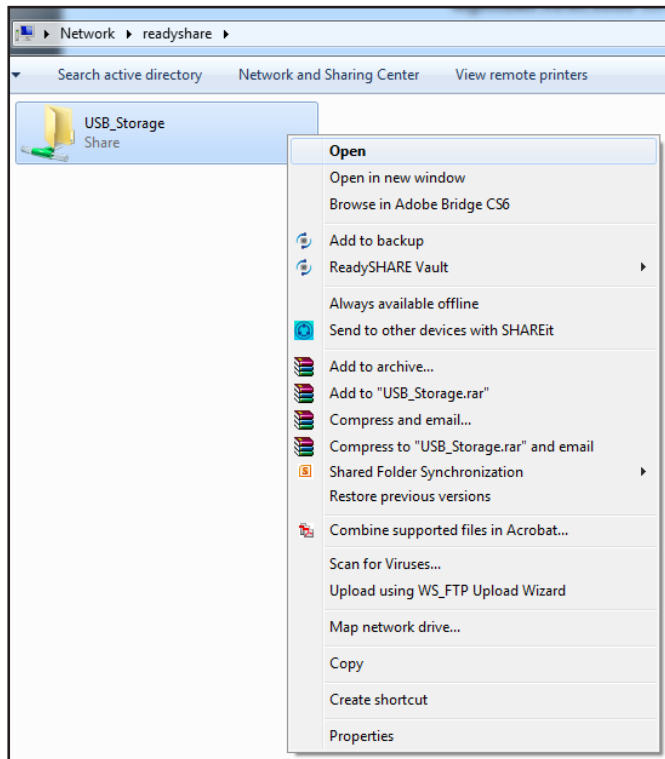 Network readyshare
Search active directory Network and Sharing Center View remote printers
USB_Storage
Share
Open
Open in new window
Browse in Adobe Bridge CS6
Add to backup
ReadySHARE Vault
Always available offline
Send to other devices with SHAREit
Add to archive...
Add to "USB_Storage.rar"
Compress and email...
Compress to "USB_Storage.rar" and email
S Shared Folder Synchronization
Restore previous versions
Combine supported files in Acrobat...
Scan for Viruses...
Upload using WS_FTP Upload Wizard
Map network drive...
Copy
Create shortcut
Properties